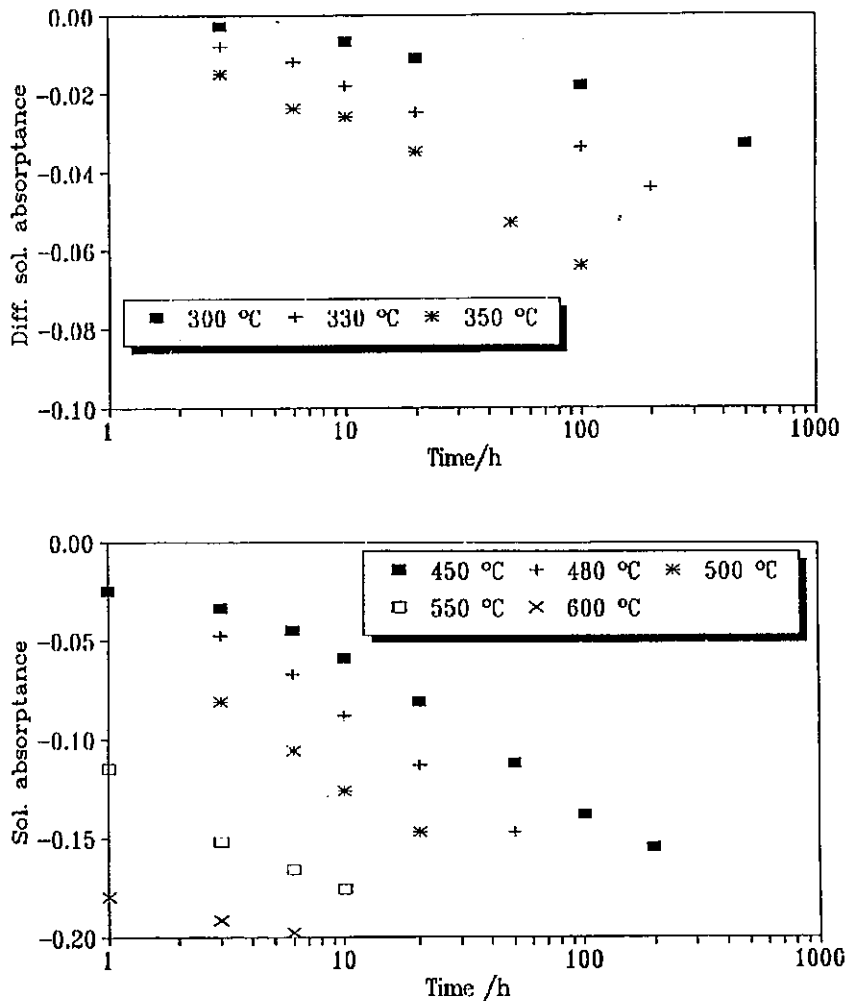 0.00
-0.02
-0.04
-0.06
-0.08
-0.10
Diff. sol. absorptance
■ 300 °C + 330 °C ✳ 350 °C
1 10 100 1000
Time/h
0.00
-0.05
-0.10
-0.15
-0.20
Sol. absorptance
■ 450 °C + 480 °C ✳ 500 °C
□ 550 °C × 600 °C
1 10 100 1000
Time /h